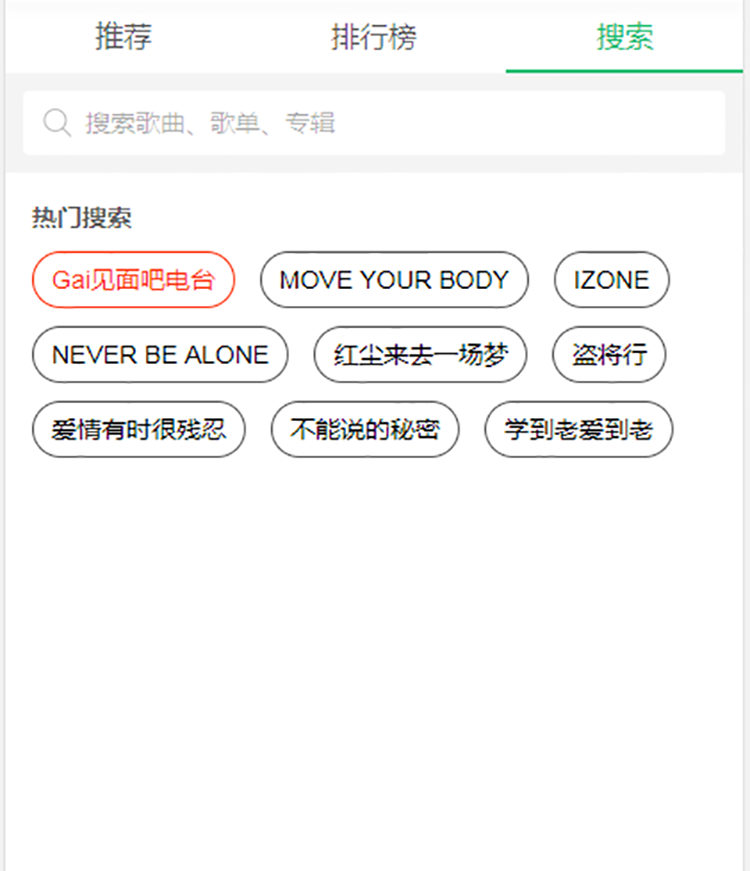 推荐 排行榜 搜索
搜索歌曲、歌单、专辑
热门搜索
Gai见面吧电台 MOVE YOUR BODY IZONE
NEVER BE ALONE 红尘来去一场梦 盗将行
爱情有时很残忍 不能说的秘密 学到老爱到老